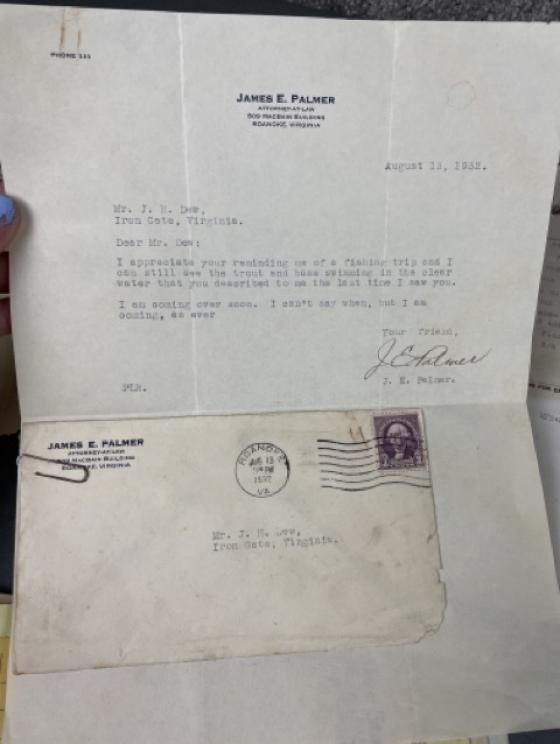 PHONE 555
JAMES E. PALMER
ATTORNEY-AT-LAW
509 MACBAIN BUILDING
ROANOKE, VIRGINIA
August 13, 1932.
Mr. J. H. Dew,
Iron Gate, Virginia.
Dear Mr. Dew:
I appreciate your reminding me of a fishing trip and I
can still see the trout and bass swimming in the clear
water that you described to me the last time I saw you.
I am coming over soon. I can't say when, but I am
coming, as ever
Your friend,
J E Palmer
J. E. Palmer.
JAMES E. PALMER
ATTORNEY-AT-LAW
509 MACBAIN BUILDING
ROANOKE, VIRGINIA
ROANOKE
AUG 13
1932
VA.
Mr. J. H. Dew,
Iron Gate, Virginia.